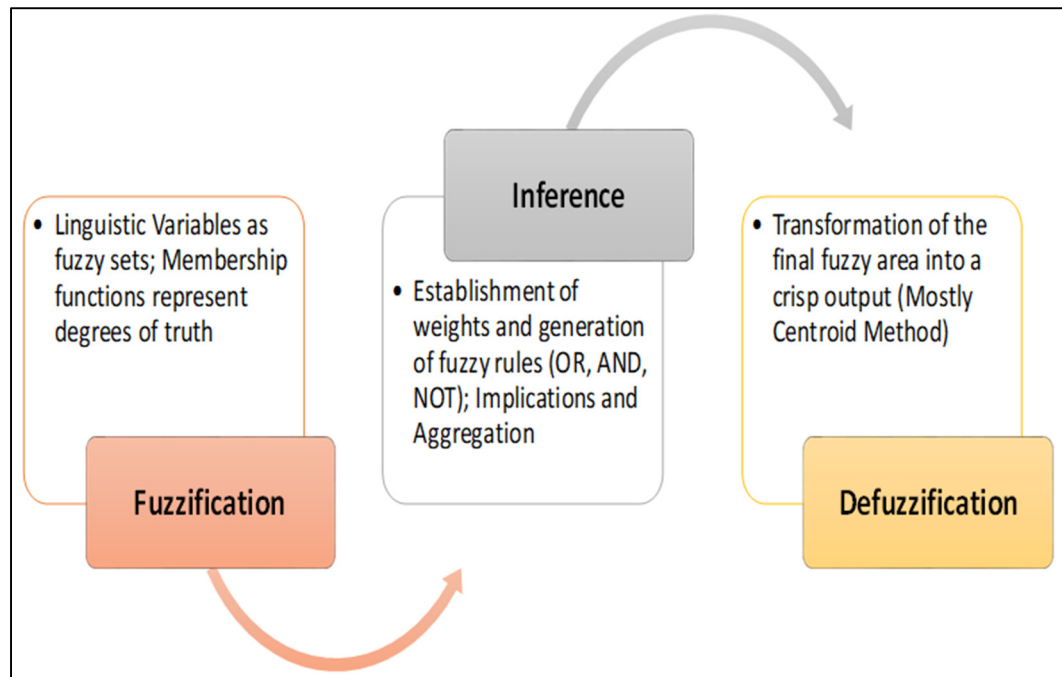 • Linguistic Variables as
fuzzy sets; Membership
functions represent
degrees of truth
Fuzzification
Inference
• Establishment of
weights and generation
of fuzzy rules (OR, AND,
NOT); Implications and
Aggregation
• Transformation of the
final fuzzy area into a
crisp output (Mostly
Centroid Method)
Defuzzification